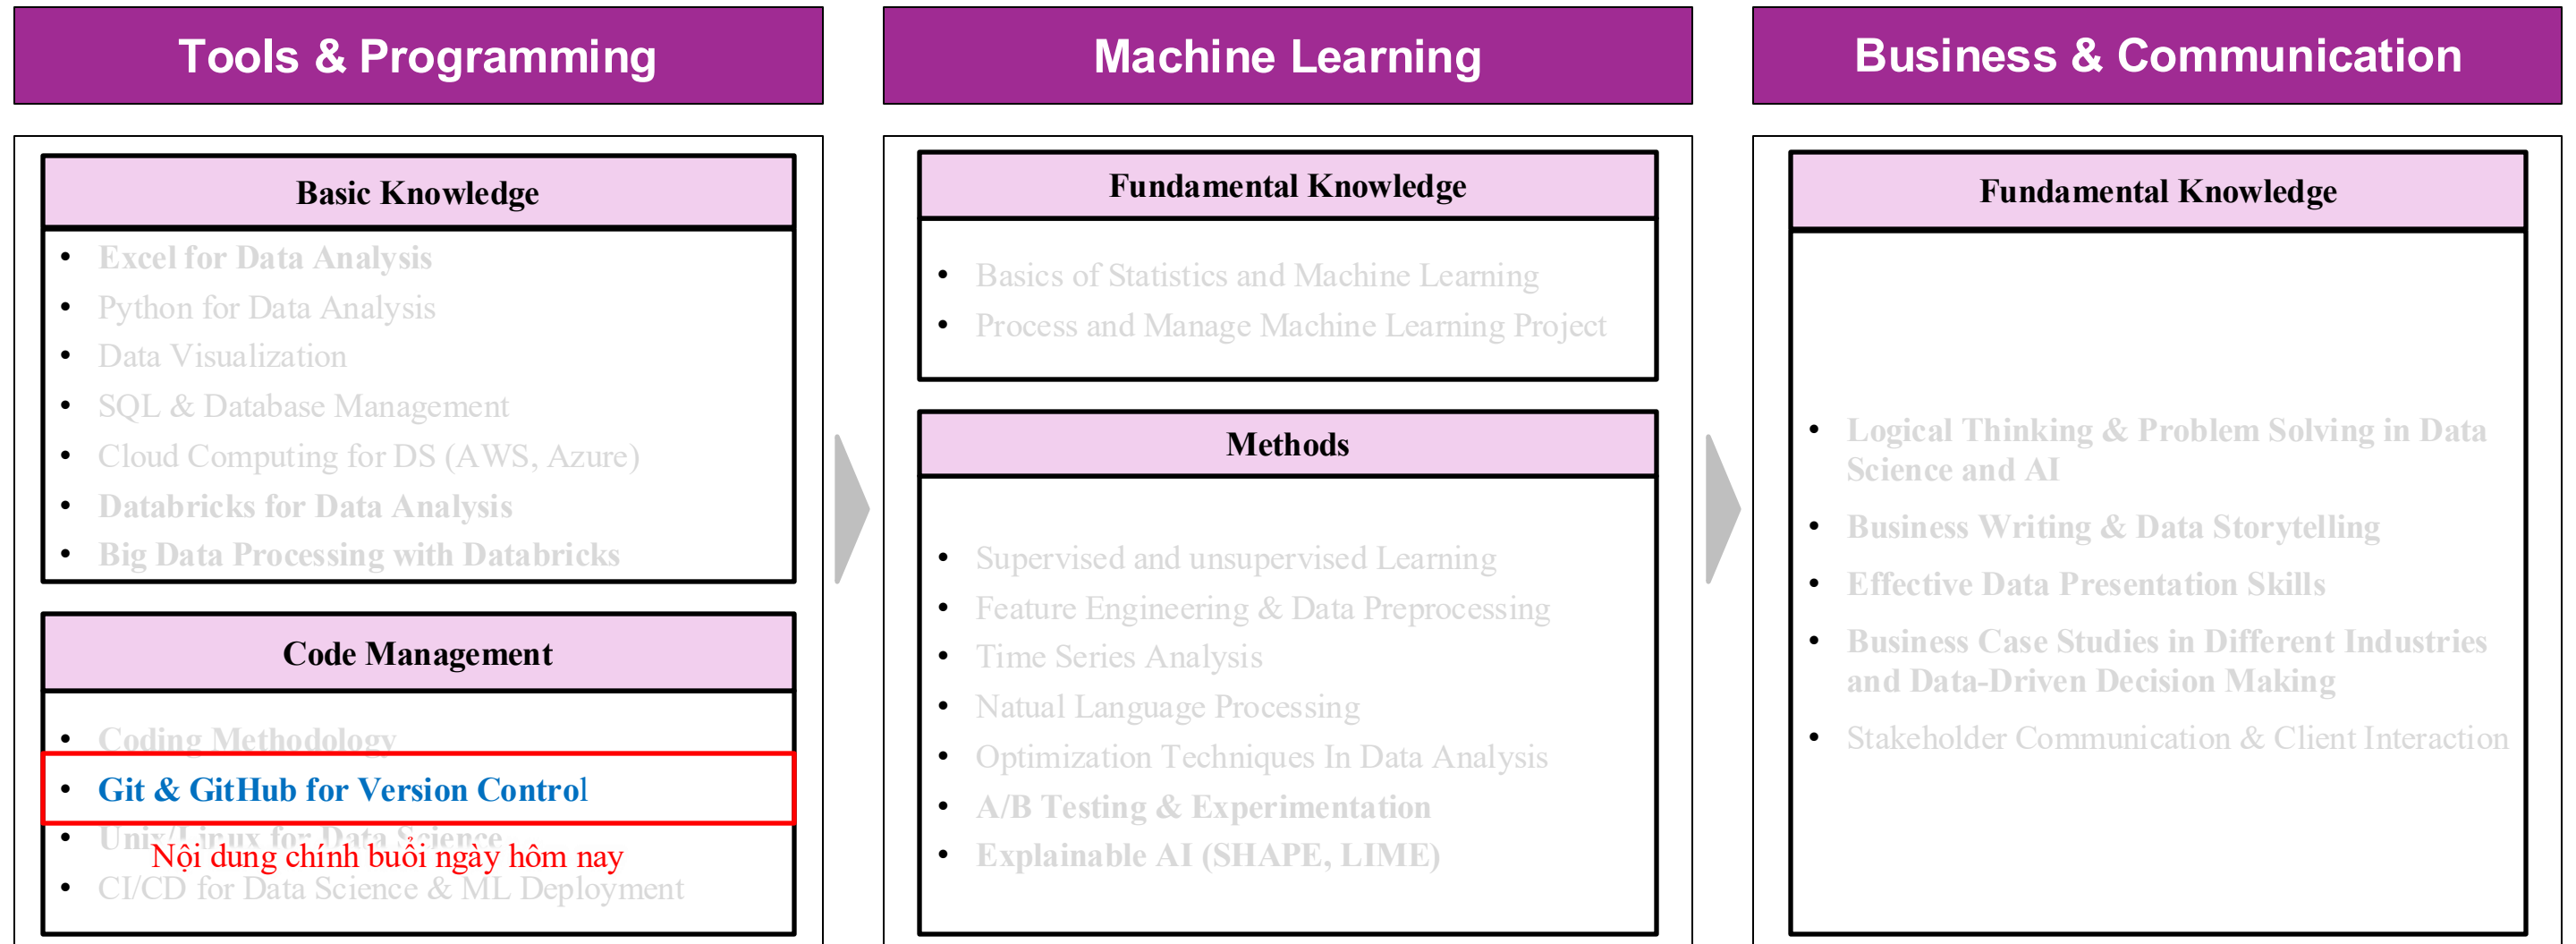 Tools & Programming
Basic Knowledge
• Excel for Data Analysis
• Python for Data Analysis
• Data Visualization
• SQL & Database Management
• Cloud Computing for DS (AWS, Azure)
• Databricks for Data Analysis
• Big Data Processing with Databricks
Code Management
• Coding Methodology
• Git & GitHub for Version Control
• Unix/Linux for Data Science
Nội dung chính buổi ngày hôm nay
• CI/CD for Data Science & ML Deployment
Machine Learning
Fundamental Knowledge
• Basics of Statistics and Machine Learning
• Process and Manage Machine Learning Project
Methods
• Supervised and unsupervised Learning
• Feature Engineering & Data Preprocessing
• Time Series Analysis
• Natual Language Processing
• Optimization Techniques In Data Analysis
• A/B Testing & Experimentation
• Explainable AI (SHAPE, LIME)
Business & Communication
Fundamental Knowledge
• Logical Thinking & Problem Solving in Data
Science and AI
• Business Writing & Data Storytelling
• Effective Data Presentation Skills
• Business Case Studies in Different Industries
and Data-Driven Decision Making
• Stakeholder Communication & Client Interaction